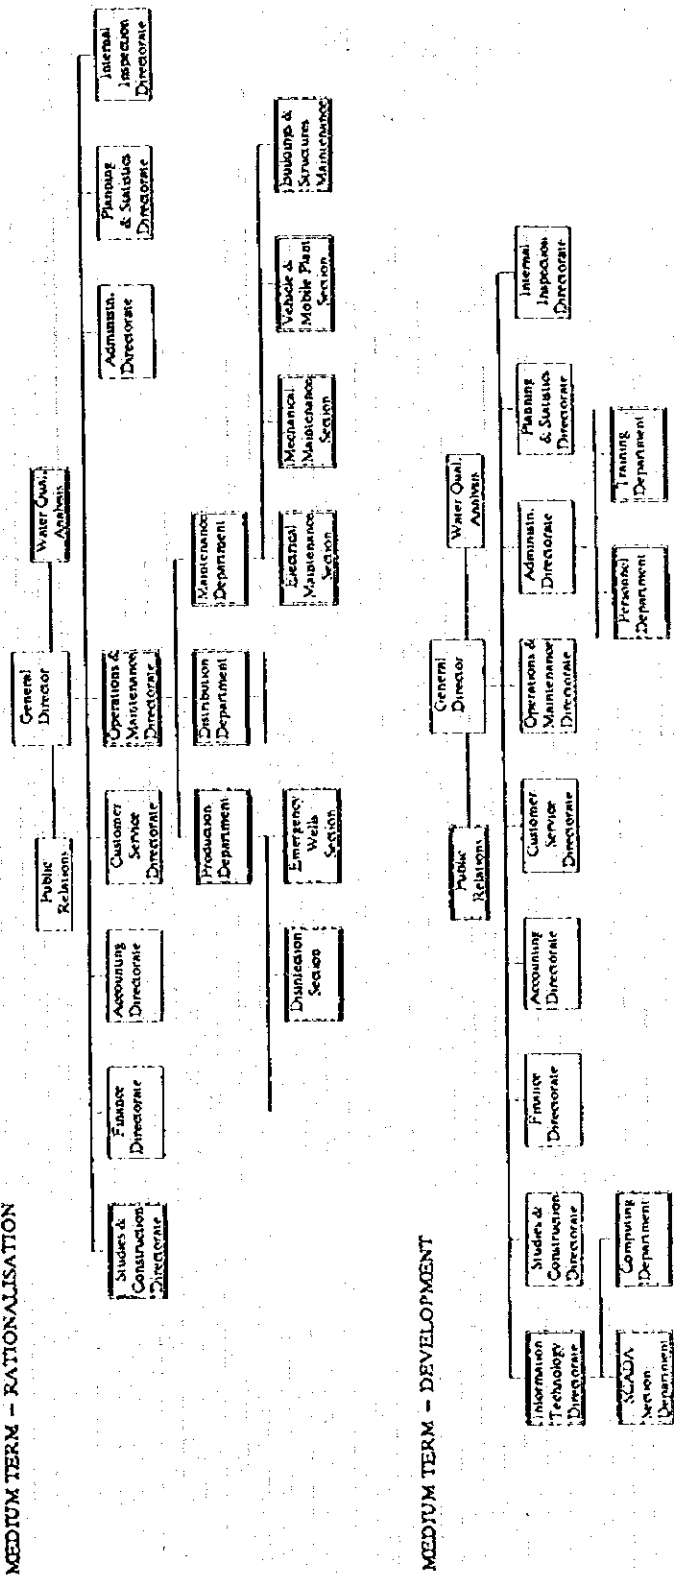 MEDIUM TERM – RATIONALISATION
General
Director
Public
Relations
Water Qual.
Analysis
Studies &
Construction
Directorate
Finance
Directorate
Accounting
Directorate
Customer
Service
Directorate
Operations &
Maintenance
Directorate
Administn.
Directorate
Planning
& Statistics
Directorate
Internal
Inspection
Directorate
Production
Department
Distribution
Department
Maintenance
Department
Disinfection
Section
Emergency
Wells
Section
Electrical
Maintenance
Section
Mechanical
Maintenance
Section
Vehicle &
Mobile Plant
Section
Buildings &
Structures
Maintenance
MEDIUM TERM – DEVELOPMENT
General
Director
Public
Relations
Water Qual.
Analysis
Information
Technology
Directorate
Studies &
Construction
Directorate
Finance
Directorate
Accounting
Directorate
Customer
Service
Directorate
Operations &
Maintenance
Directorate
Administn.
Directorate
Planning
& Statistics
Directorate
Internal
Inspection
Directorate
SCADA
Section
Department
Computing
Department
Personnel
Department
Training
Department